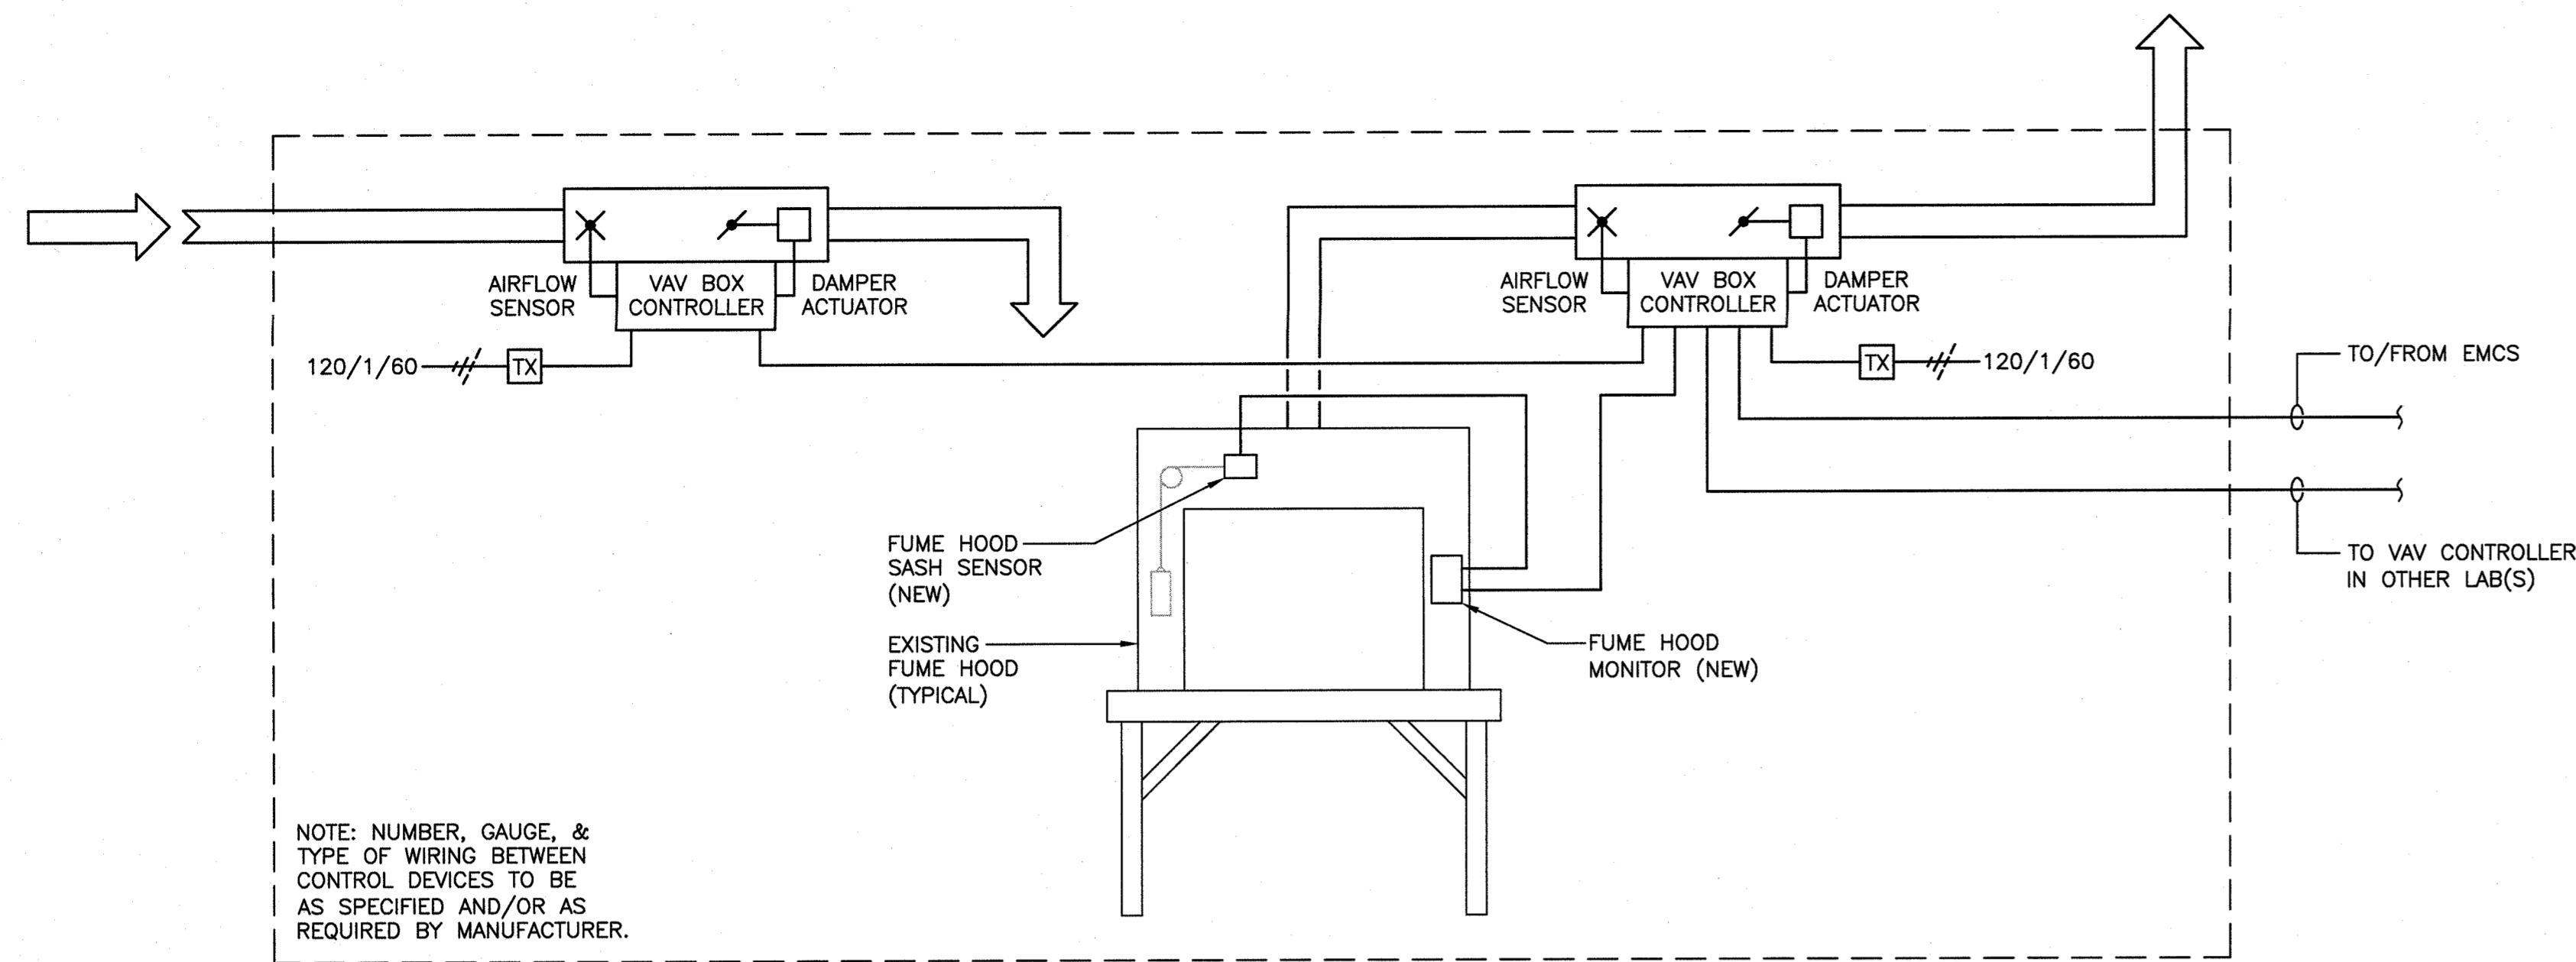 AIRFLOW
SENSOR
VAV BOX
CONTROLLER
DAMPER
ACTUATOR
AIRFLOW
SENSOR
VAV BOX
CONTROLLER
DAMPER
ACTUATOR
120/1/60
TX
TX
120/1/60
TO/FROM EMCS
FUME HOOD
SASH SENSOR
(NEW)
TO VAV CONTROLLER
IN OTHER LAB(S)
EXISTING
FUME HOOD
(TYPICAL)
FUME HOOD
MONITOR (NEW)
NOTE: NUMBER, GAUGE, &
TYPE OF WIRING BETWEEN
CONTROL DEVICES TO BE
AS SPECIFIED AND/OR AS
REQUIRED BY MANUFACTURER.